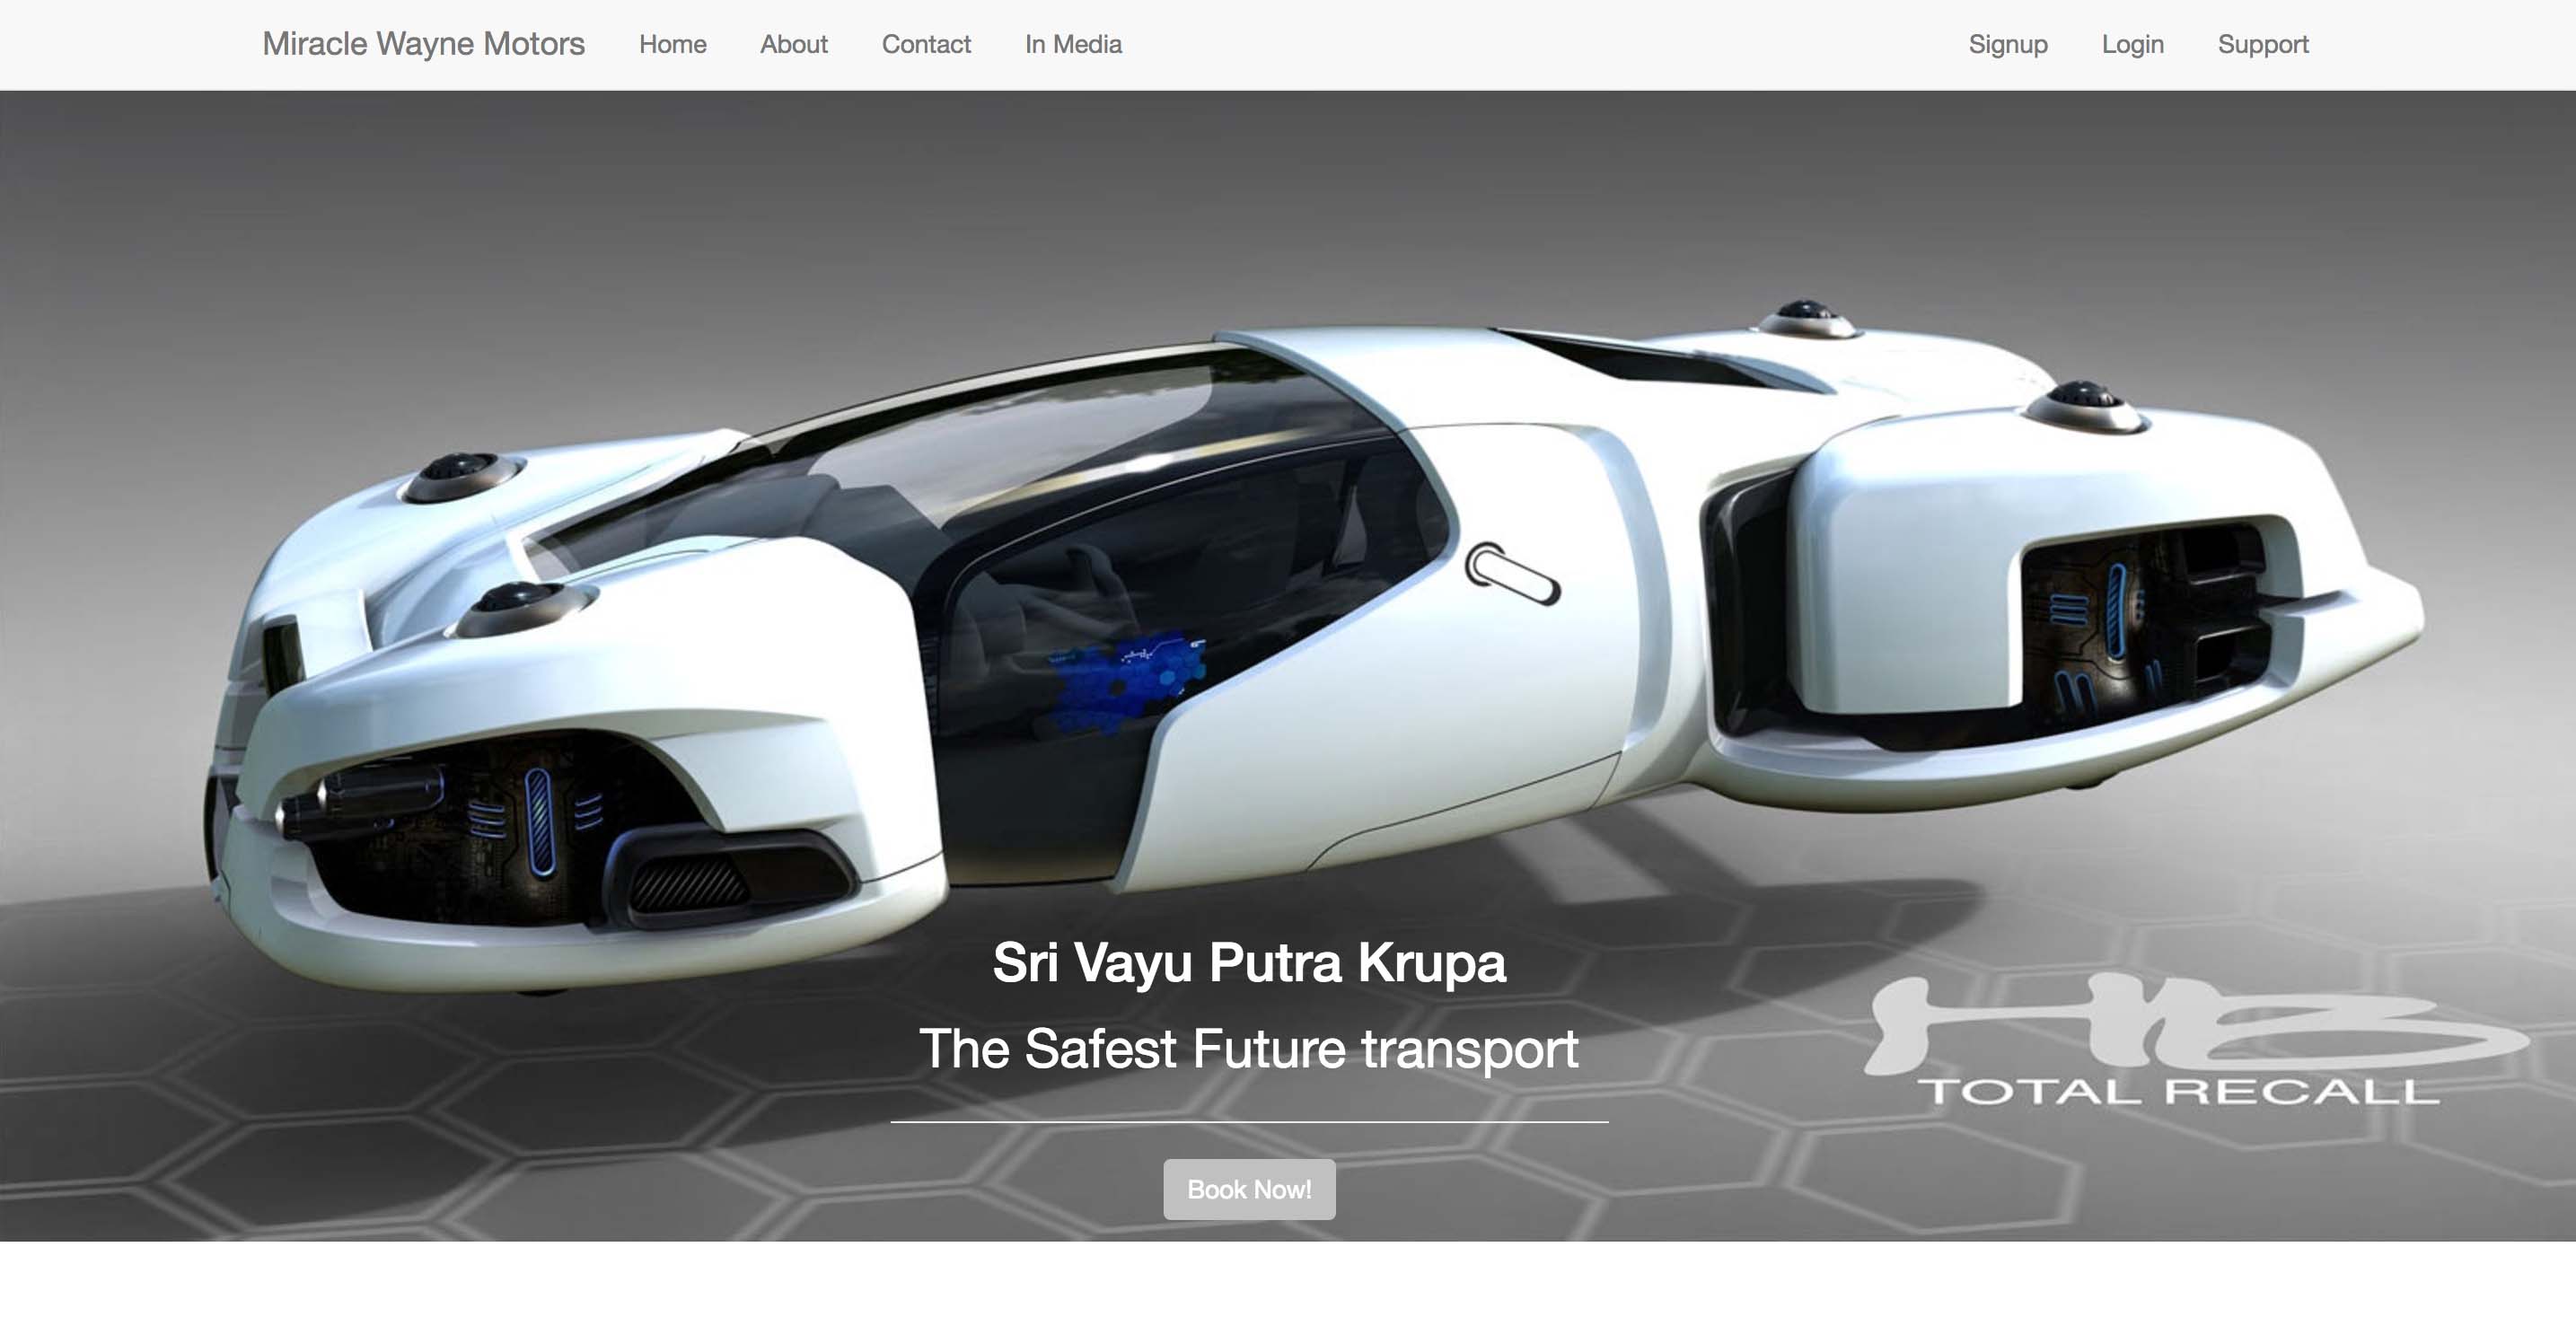 Miracle Wayne Motors Home About Contact In Media Signup Login Support
Sri Vayu Putra Krupa
The Safest Future transport
HB
TOTAL RECALL
Book Now!